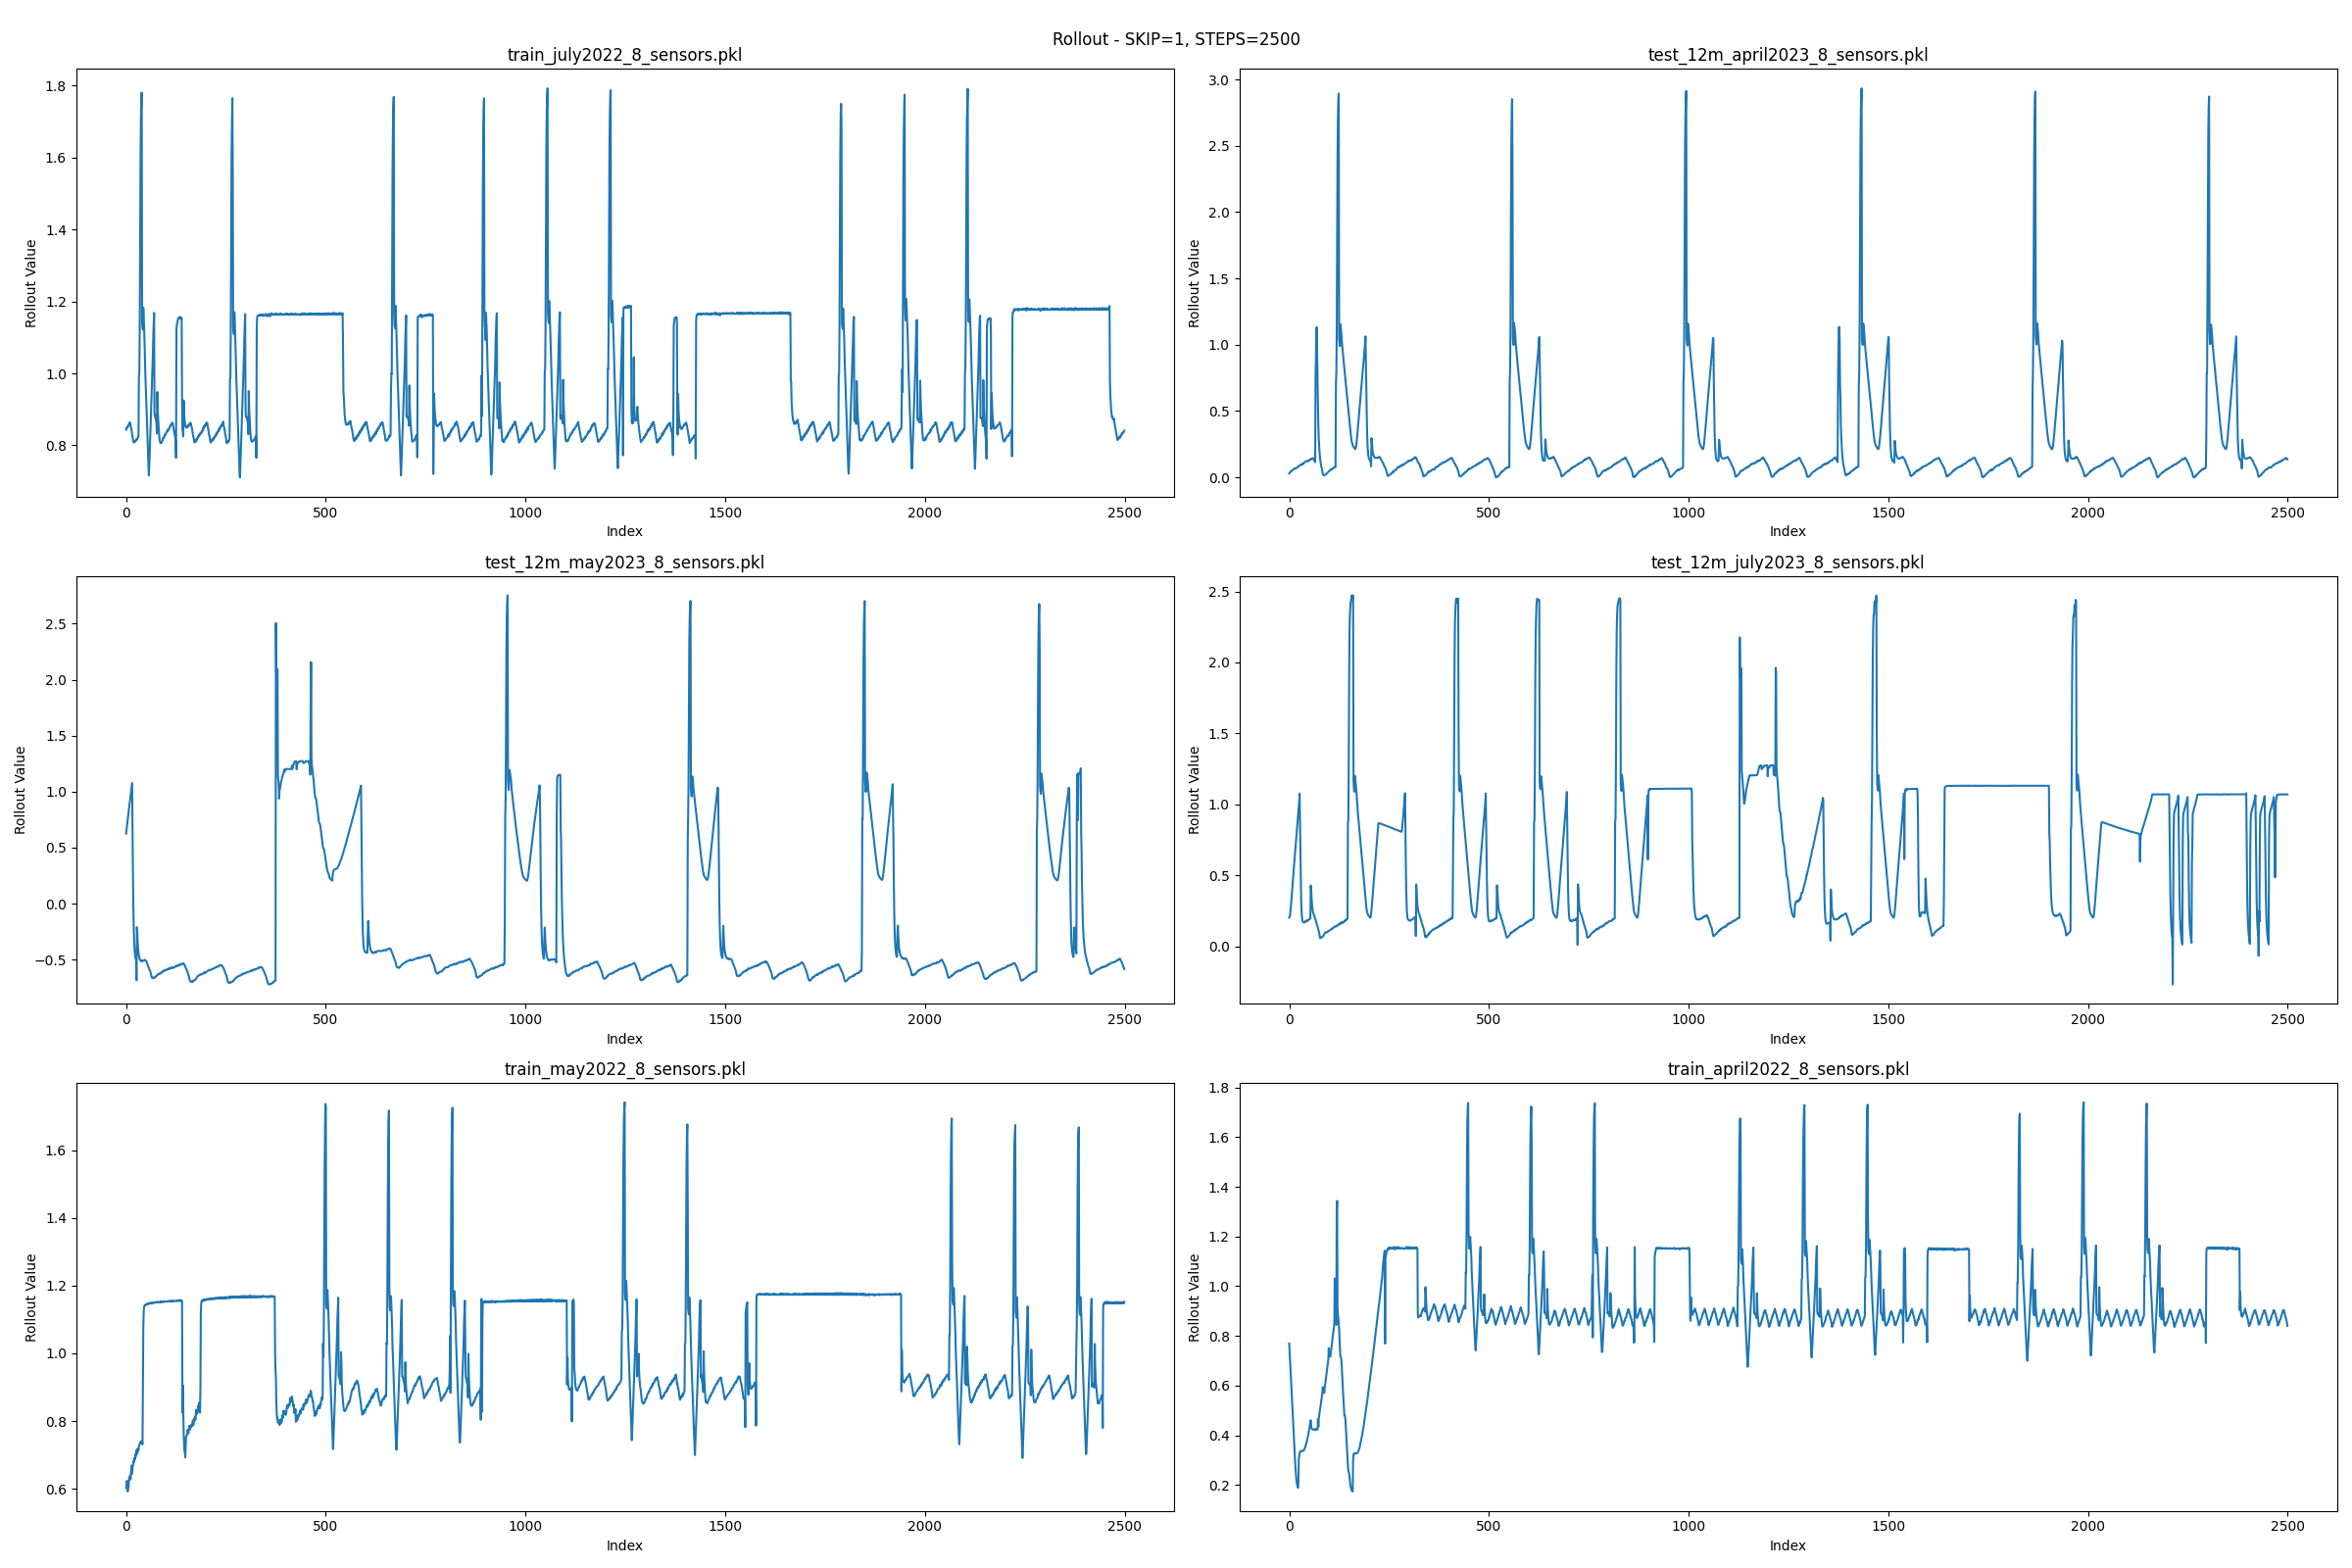 Rollout - SKIP=1, STEPS=2500
train_july2022_8_sensors.pkl
Rollout Value
1.8
1.6
1.4
1.2
1.0
0.8
0 500 1000 1500 2000 2500
Index
test_12m_april2023_8_sensors.pkl
Rollout Value
3.0
2.5
2.0
1.5
1.0
0.5
0.0
0 500 1000 1500 2000 2500
Index
test_12m_may2023_8_sensors.pkl
Rollout Value
2.5
2.0
1.5
1.0
0.5
0.0
−0.5
0 500 1000 1500 2000 2500
Index
test_12m_july2023_8_sensors.pkl
Rollout Value
2.5
2.0
1.5
1.0
0.5
0.0
0 500 1000 1500 2000 2500
Index
train_may2022_8_sensors.pkl
Rollout Value
1.6
1.4
1.2
1.0
0.8
0.6
0 500 1000 1500 2000 2500
Index
train_april2022_8_sensors.pkl
Rollout Value
1.8
1.6
1.4
1.2
1.0
0.8
0.6
0.4
0.2
0 500 1000 1500 2000 2500
Index